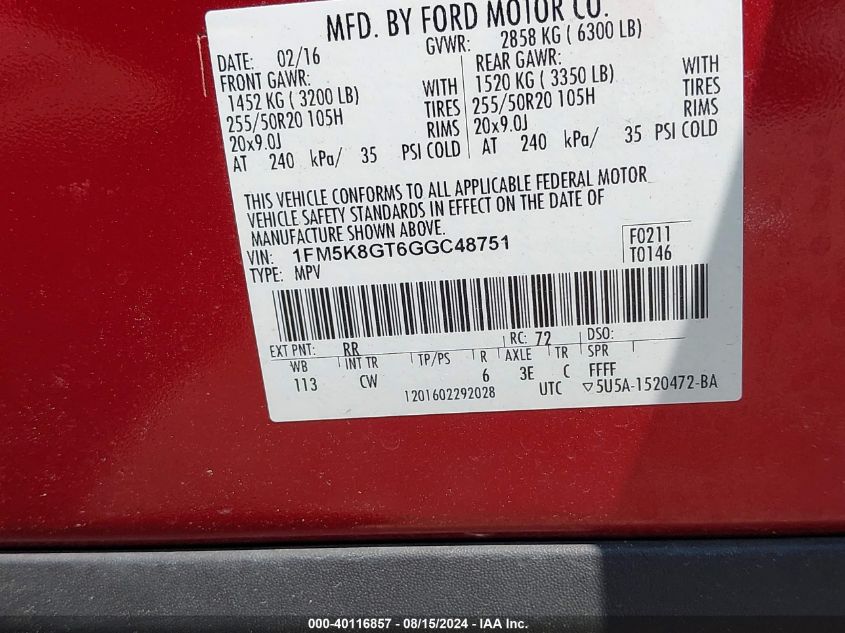 MFD. BY FORD MOTOR CO.
DATE: 02/16 GVWR: 2858 KG ( 6300 LB)
FRONT GAWR: REAR GAWR:
1452 KG ( 3200 LB) WITH 1520 KG ( 3350 LB) WITH
255/50R20 105H TIRES 255/50R20 105H TIRES
20x9.0J RIMS 20x9.0J RIMS
AT 240 kPa/ 35 PSI COLD AT 240 kPa/ 35 PSI COLD
THIS VEHICLE CONFORMS TO ALL APPLICABLE FEDERAL MOTOR
VEHICLE SAFETY STANDARDS IN EFFECT ON THE DATE OF
MANUFACTURE SHOWN ABOVE.
VIN: 1FM5K8GT6GGC48751 F0211
TYPE: MPV T0146
EXT PNT: RR RC: 72 DSO:
WB INT TR TP/PS R AXLE TR SPR
113 CW 6 3E C FFFF
1201602292028 UTC ▽5U5A-1520472-BA
000-40116857 - 08/15/2024 - IAA Inc.